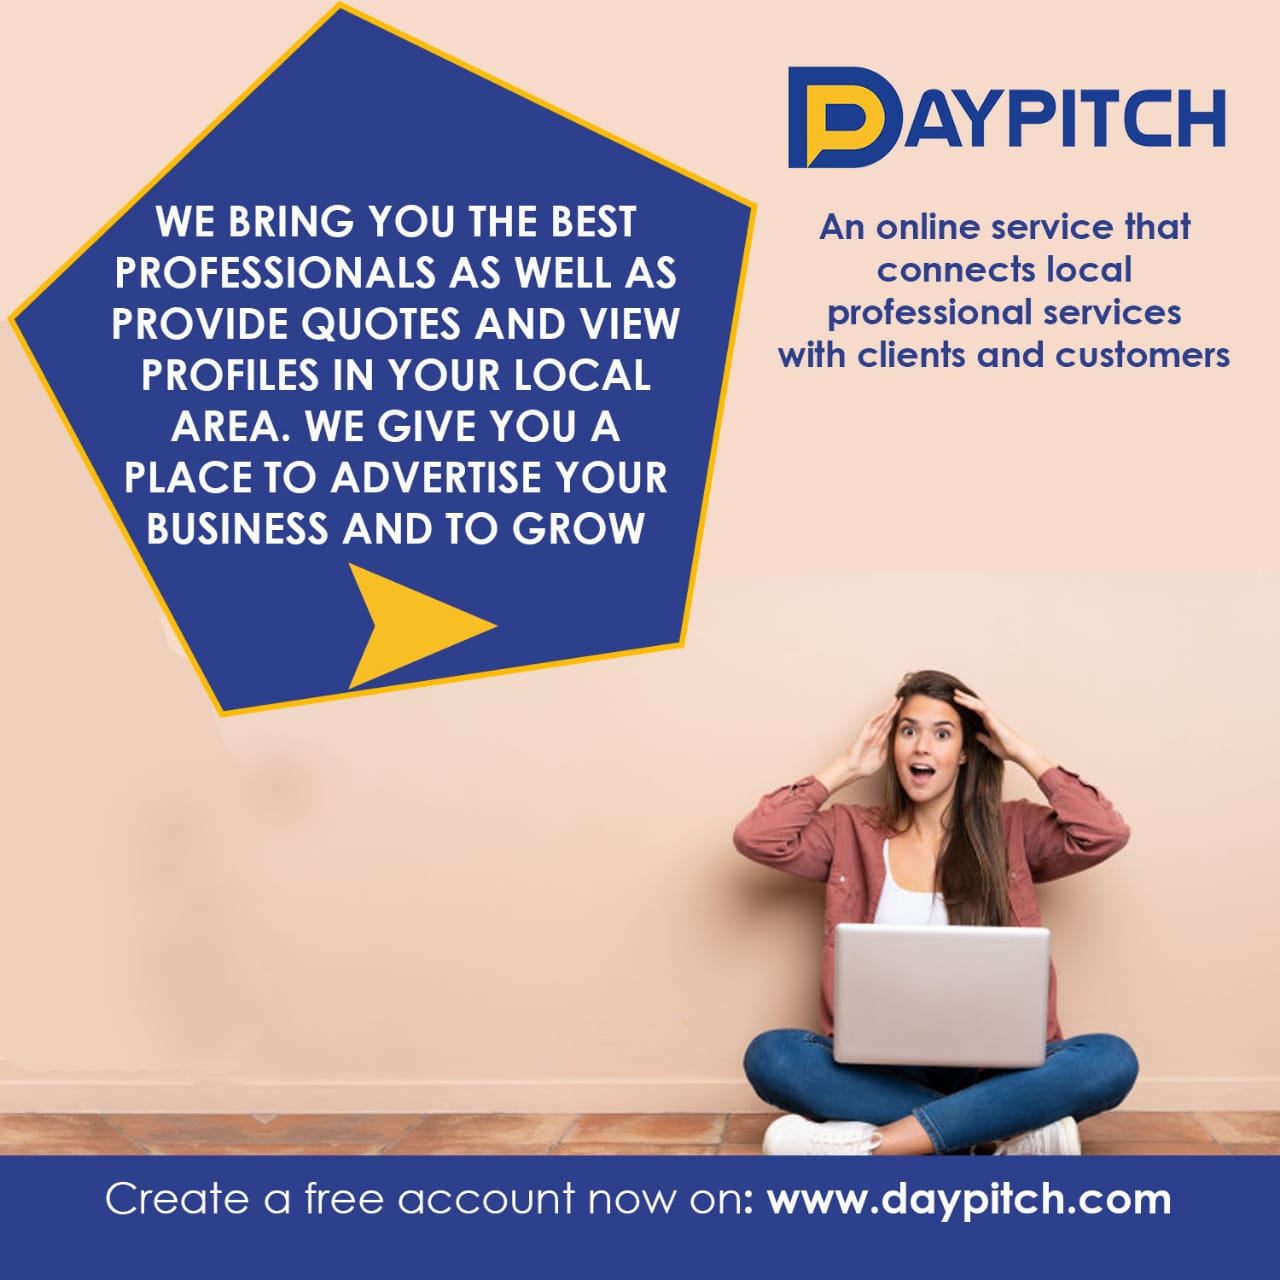 DAYPITCH
An online service that
connects local
professional services
with clients and customers
WE BRING YOU THE BEST
PROFESSIONALS AS WELL AS
PROVIDE QUOTES AND VIEW
PROFILES IN YOUR LOCAL
AREA. WE GIVE YOU A
PLACE TO ADVERTISE YOUR
BUSINESS AND TO GROW
Create a free account now on: www.daypitch.com